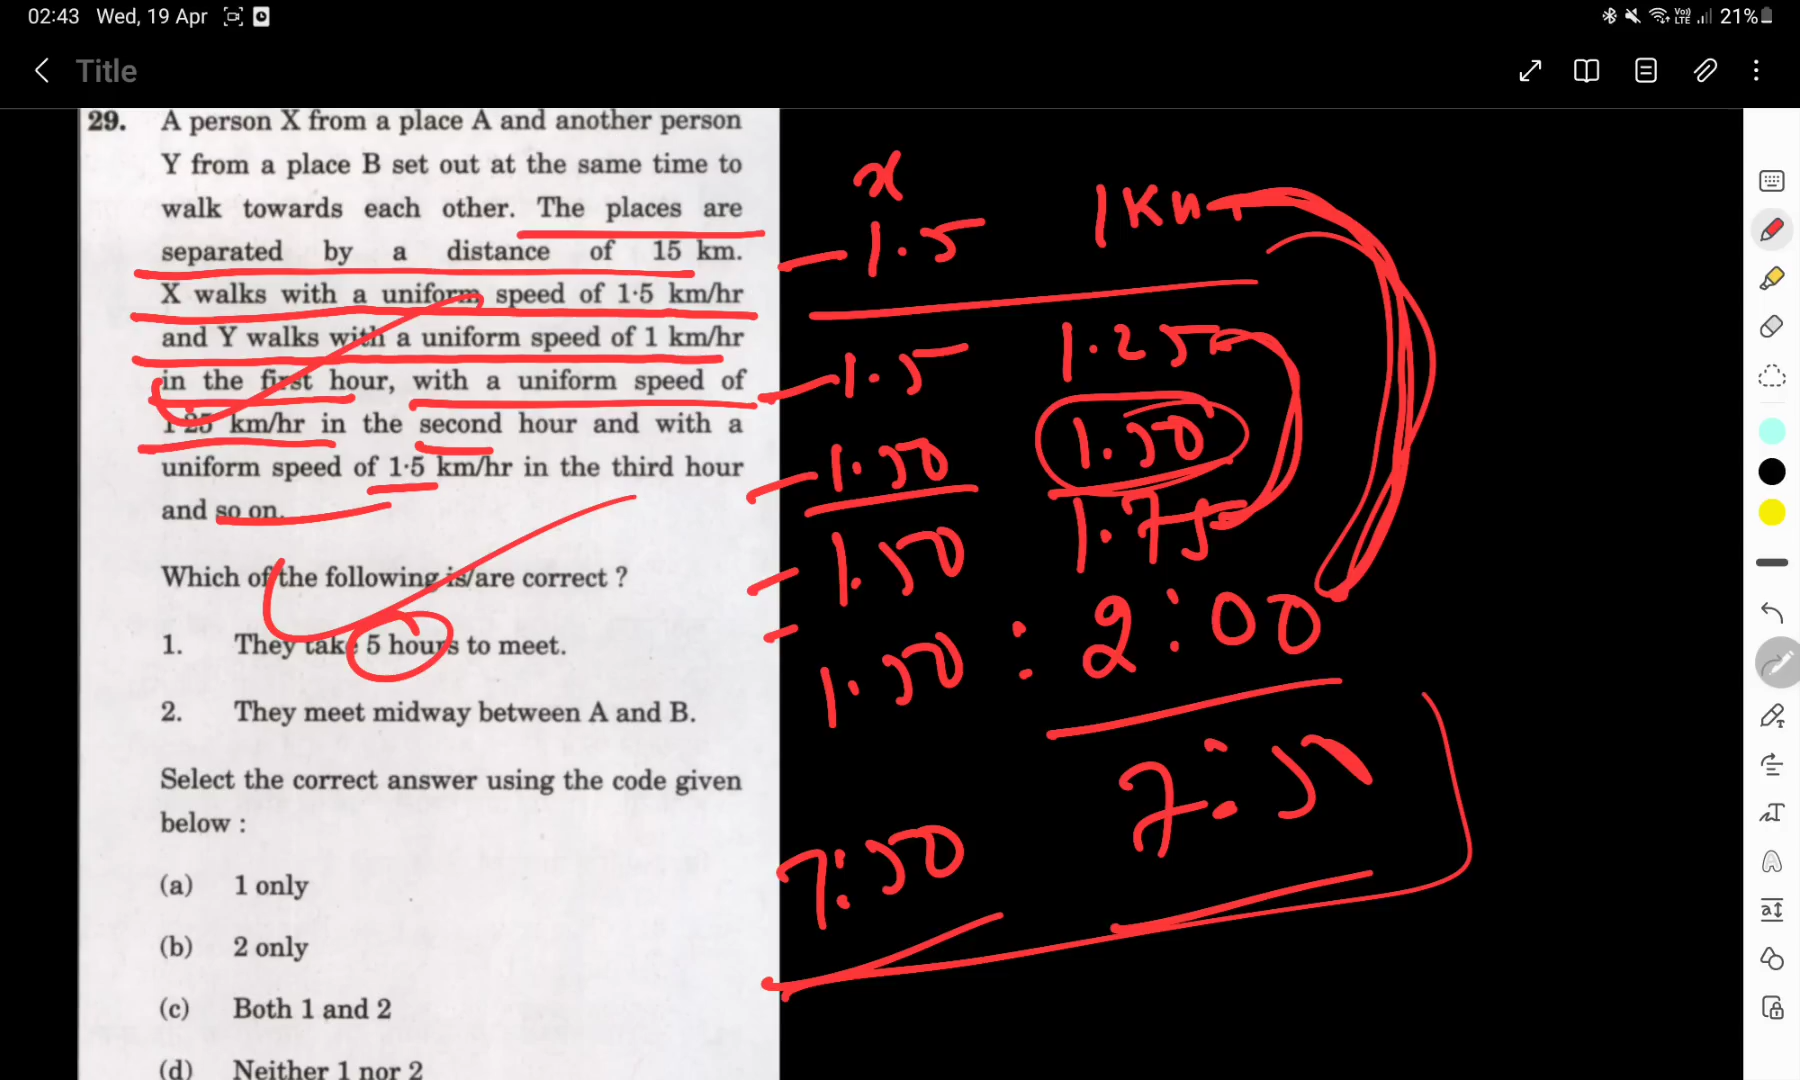 02:43 Wed, 19 Apr
21%
Title
29. A person X from a place A and another person
Y from a place B set out at the same time to
walk towards each other. The places are
separated by a distance of 15 km.
X walks with a uniform speed of 1·5 km/hr
and Y walks with a uniform speed of 1 km/hr
in the first hour, with a uniform speed of
1·25 km/hr in the second hour and with a
uniform speed of 1·5 km/hr in the third hour
and so on.
Which of the following is/are correct ?
1. They take 5 hours to meet.
2. They meet midway between A and B.
Select the correct answer using the code given
below :
(a) 1 only
(b) 2 only
(c) Both 1 and 2
(d) Neither 1 nor 2
x
1.5 1 Km
1.5 1.25
1.50 1.50
1.50 1.75
1.50 : 2:00
7:50 7:50